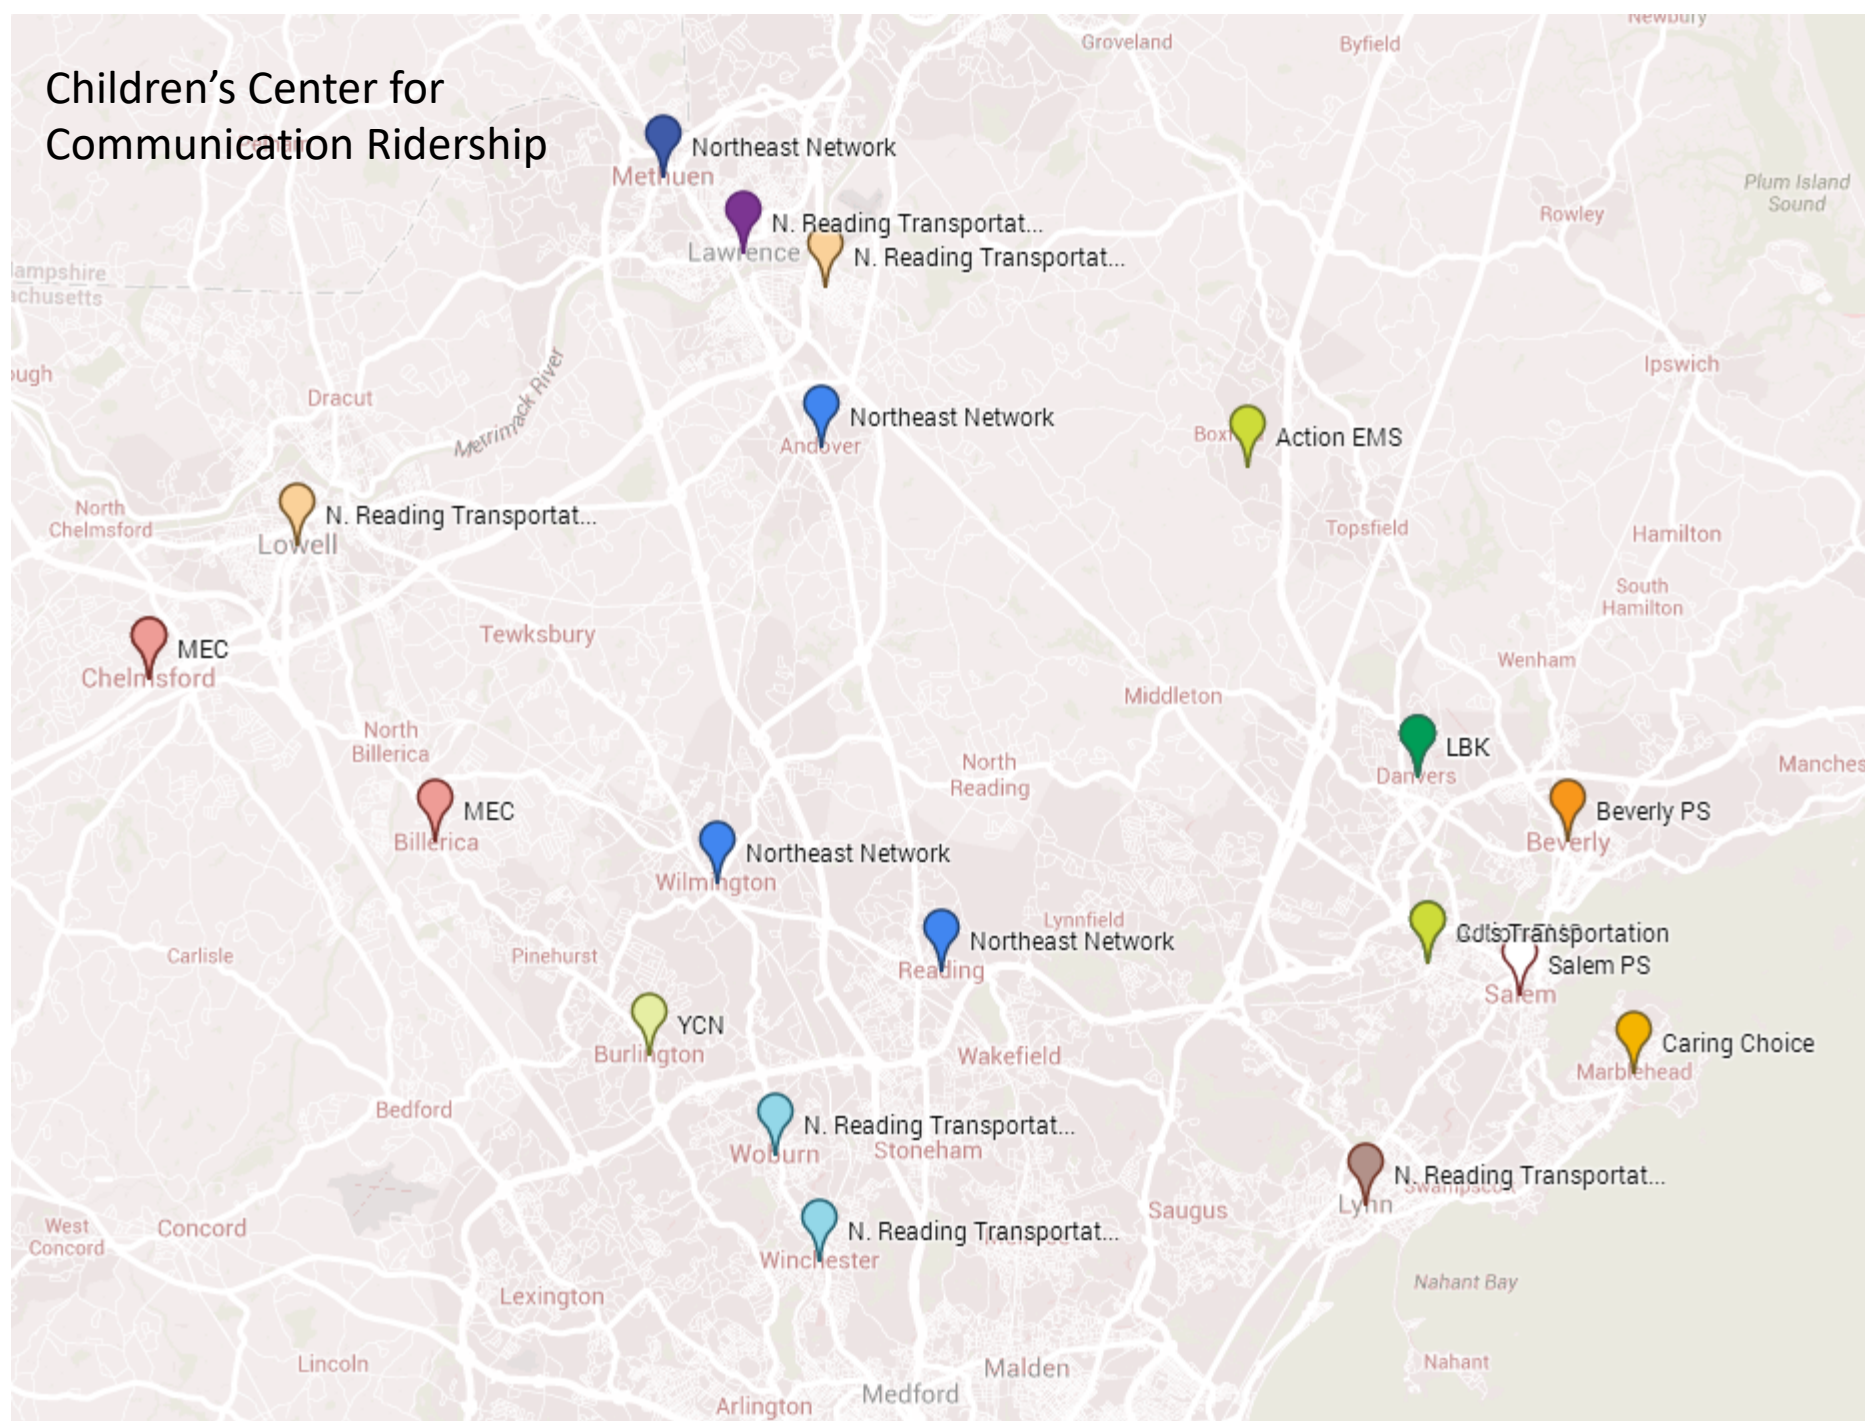 Newbury
Groveland
Byfield
Children's Center for
Communication Ridership
Northeast Network
Methuen
Plum Island
Sound
Rowley
N. Reading Transportat...
Lawrence
N. Reading Transportat...
ampshire
achusetts
Ipswich
ough
Dracut
Merrimack River
Northeast Network
Andover
Action EMS
North
Chelmsford
N. Reading Transportat...
Lowell
Topsfield
Hamilton
South
Hamilton
Tewksbury
MEC
Chelmsford
Wenham
Middleton
North
Billerica
LBK
Danvers
North
Reading
Manches
MEC
Billerica
Beverly PS
Beverly
Northeast Network
Wilmington
Lynnfield
Northeast Network
Reading
Transportation
Salem PS
Salem
Carlisle
Pinehurst
YCN
Burlington
Wakefield
Caring Choice
Marblehead
Bedford
N. Reading Transportat...
Woburn
Stoneham
N. Reading Transportat...
Lynn
Saugus
West
Concord
Concord
N. Reading Transportat...
Winchester
Nahant Bay
Lexington
Lincoln
Nahant
Malden
Medford
Arlington